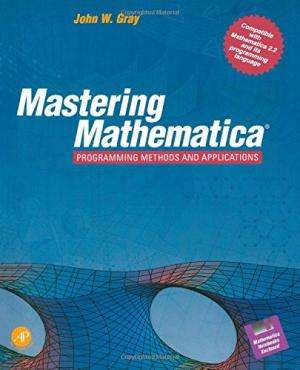 John W. Gray
Compatible
with
Mathematica 2.2
and its
programming
language
Mastering
Mathematica®
PROGRAMMING METHODS AND APPLICATIONS
AP
Mathematica
Notebooks
Enclosed